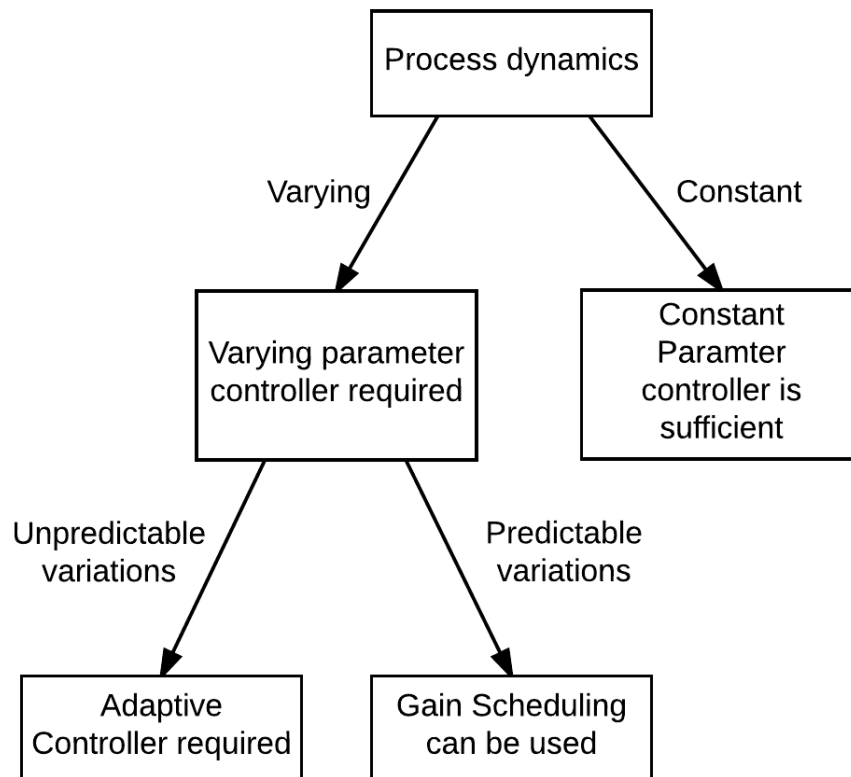 Process dynamics
Varying
Constant
Varying parameter
controller required
Constant
Paramter
controller is
sufficient
Unpredictable
variations
Predictable
variations
Adaptive
Controller required
Gain Scheduling
can be used